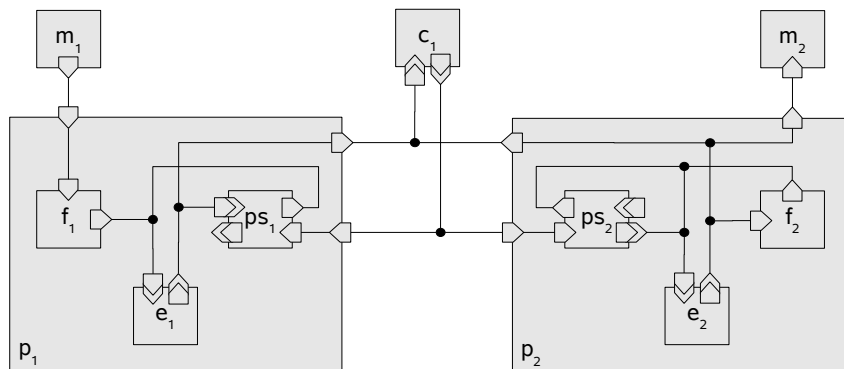 m₁
c₁
m₂
f₁
ps₁
ps₂
f₂
e₁
e₂
p₁
p₂